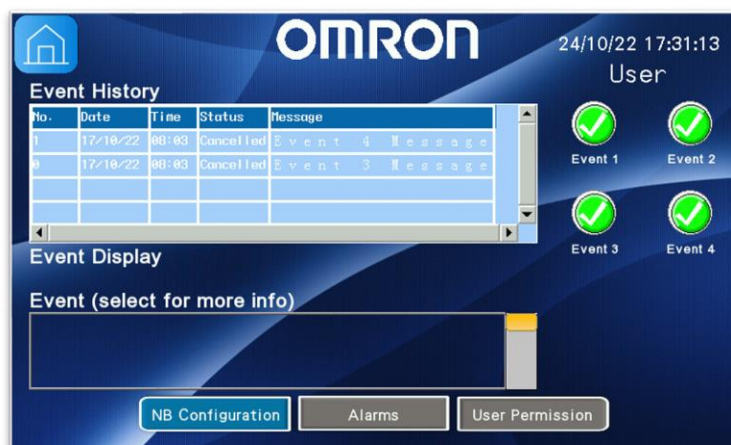 OMRON
24/10/22 17:31:13
User
Event History
No. Date Time Status Message
1 17/10/22 08:03 Cancelled Event 4 Message
0 17/10/22 08:03 Cancelled Event 3 Message
Event 1 Event 2
Event 3 Event 4
Event Display
Event (select for more info)
NB Configuration Alarms User Permission